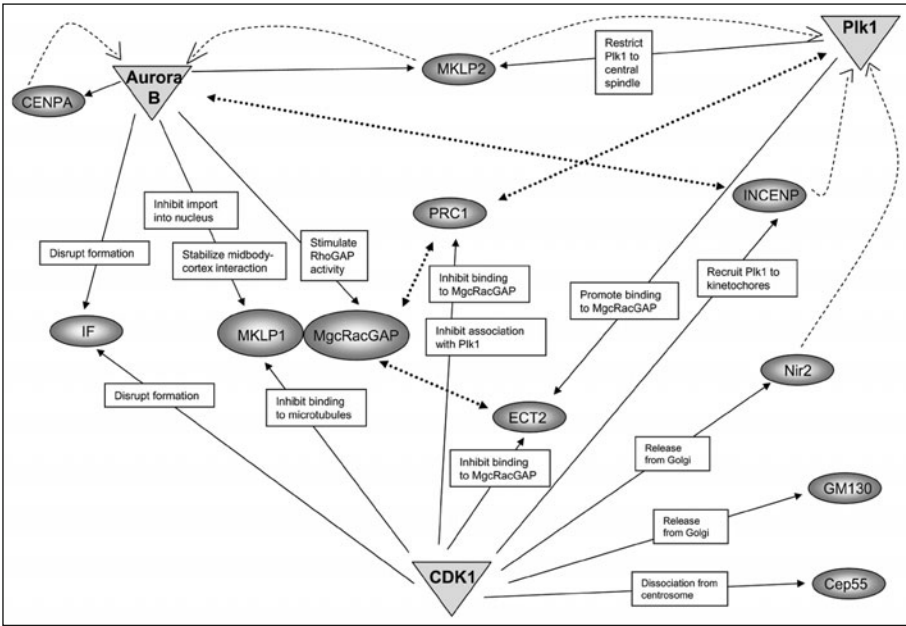 Plk1
Aurora
B
CENPA
MKLP2
Restrict
Plk1 to
central
spindle
INCENP
PRC1
Inhibit import
into nucleus
Disrupt formation
Stabilize midbody-
cortex interaction
Stimulate
RhoGAP
activity
Inhibit binding
to MgcRacGAP
Promote binding
to MgcRacGAP
Recruit Plk1 to
kinetochores
IF
MKLP1
MgcRacGAP
Inhibit association
with Plk1
Nir2
Disrupt formation
Inhibit binding
to microtubules
ECT2
Inhibit binding
to MgcRacGAP
Release
from Golgi
GM130
Release
from Golgi
CDK1
Dissociation from
centrosome
Cep55